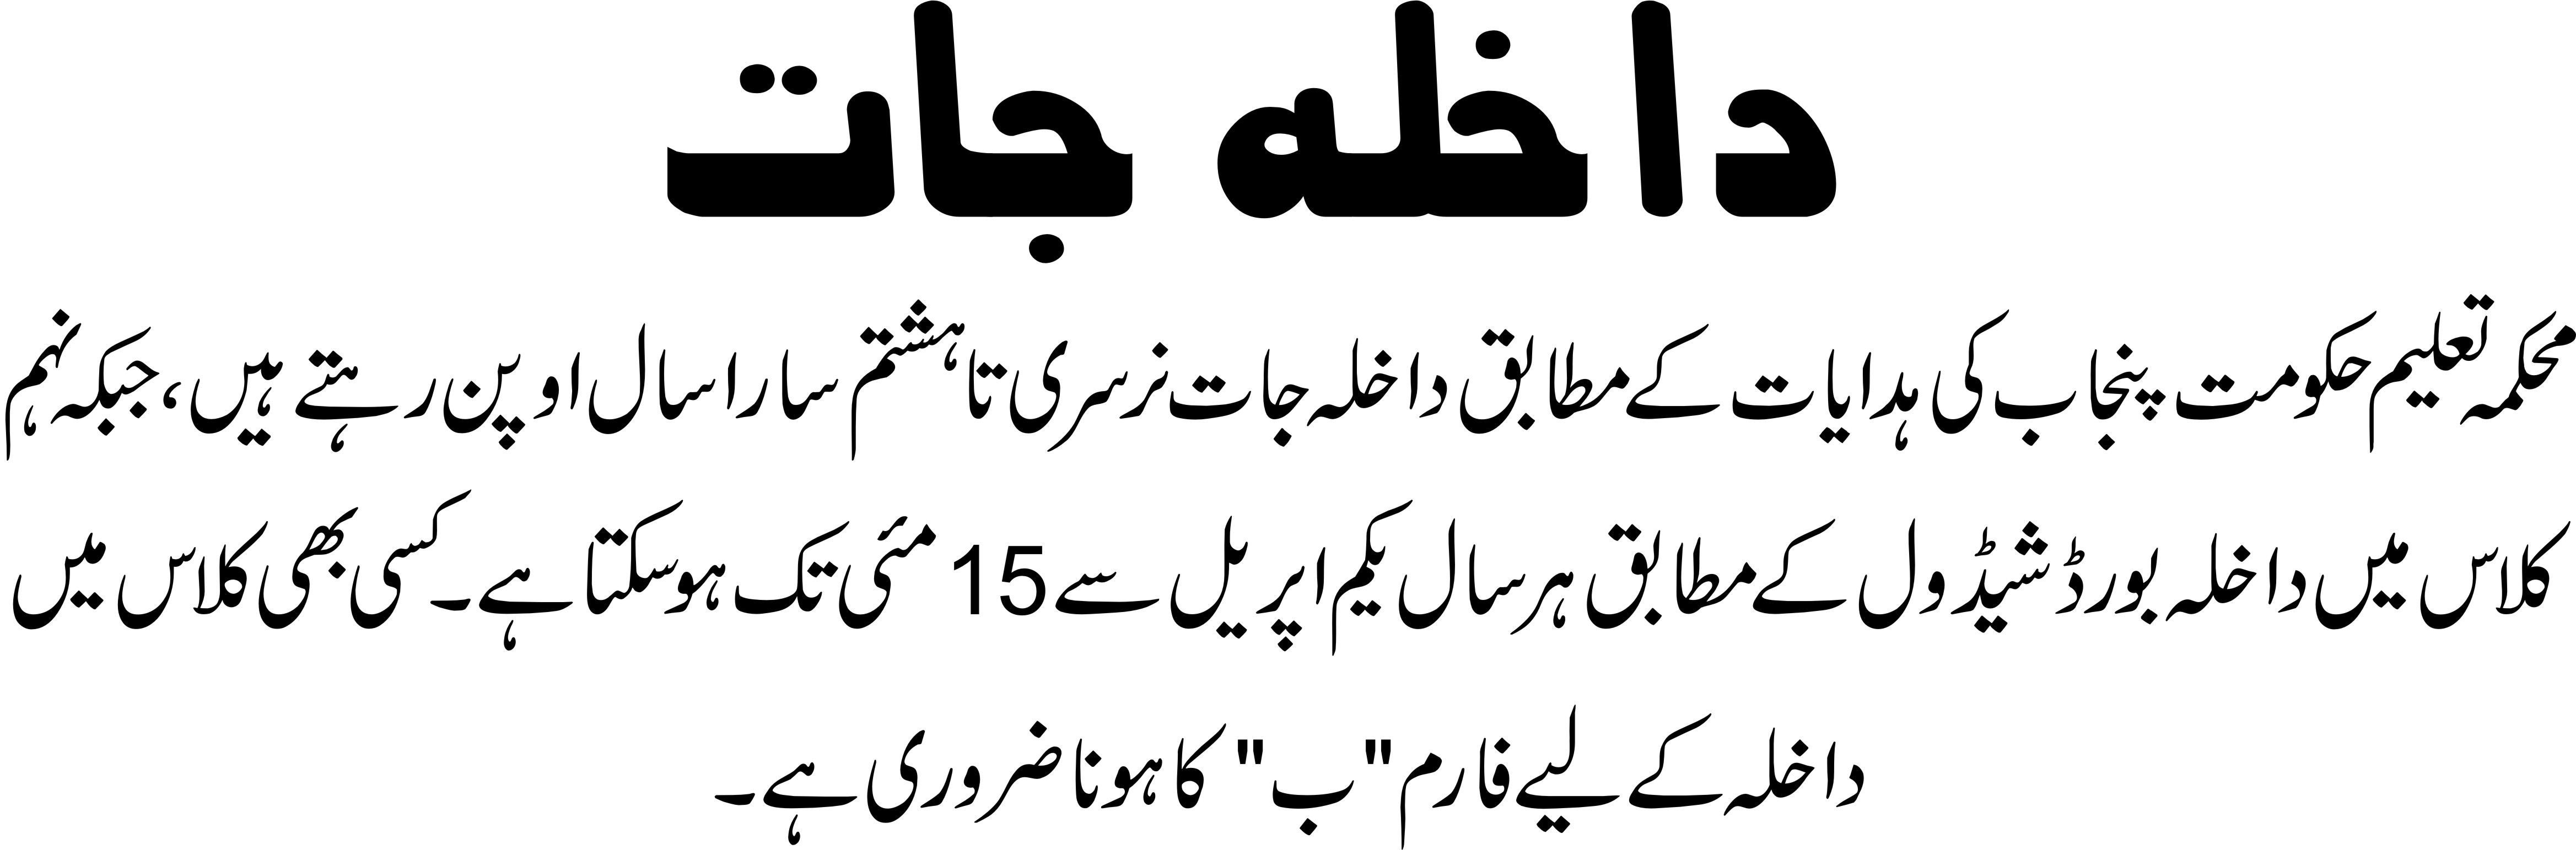 داخلہ جات
محکمہ تعلیم حکومت پنجاب کی ہدایات کے مطابق داخلہ جات نرسری تا ہشتم سارا سال اوپن رہتے ہیں، جبکہ نہم
کلاس میں داخلہ بورڈ شیڈول کے مطابق ہر سال یکم اپریل سے 15 مئی تک ہوسکتا ہے۔ کسی بھی کلاس میں
داخلہ کے لیے فارم "ب" کا ہونا ضروری ہے۔